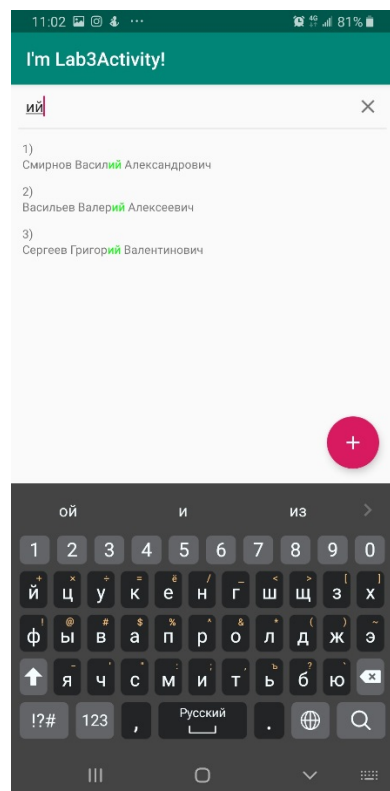 11:02 ... 4G 81%
I'm Lab3Activity!
ий
1)
Смирнов Василий Александрович
2)
Васильев Валерий Алексеевич
3)
Сергеев Григорий Валентинович
+
ой и из
1 2 3 4 5 6 7 8 9 0
+ × ÷ = ё / _ < > [ ]
й ц у к е н г ш щ з х
! @ # $ % ^ & * ( ) ~
ф ы в а п р о л д ж э
- ' " : ; , ъ ?
я ч с м и т ь б ю
!?# 123 , Русский .